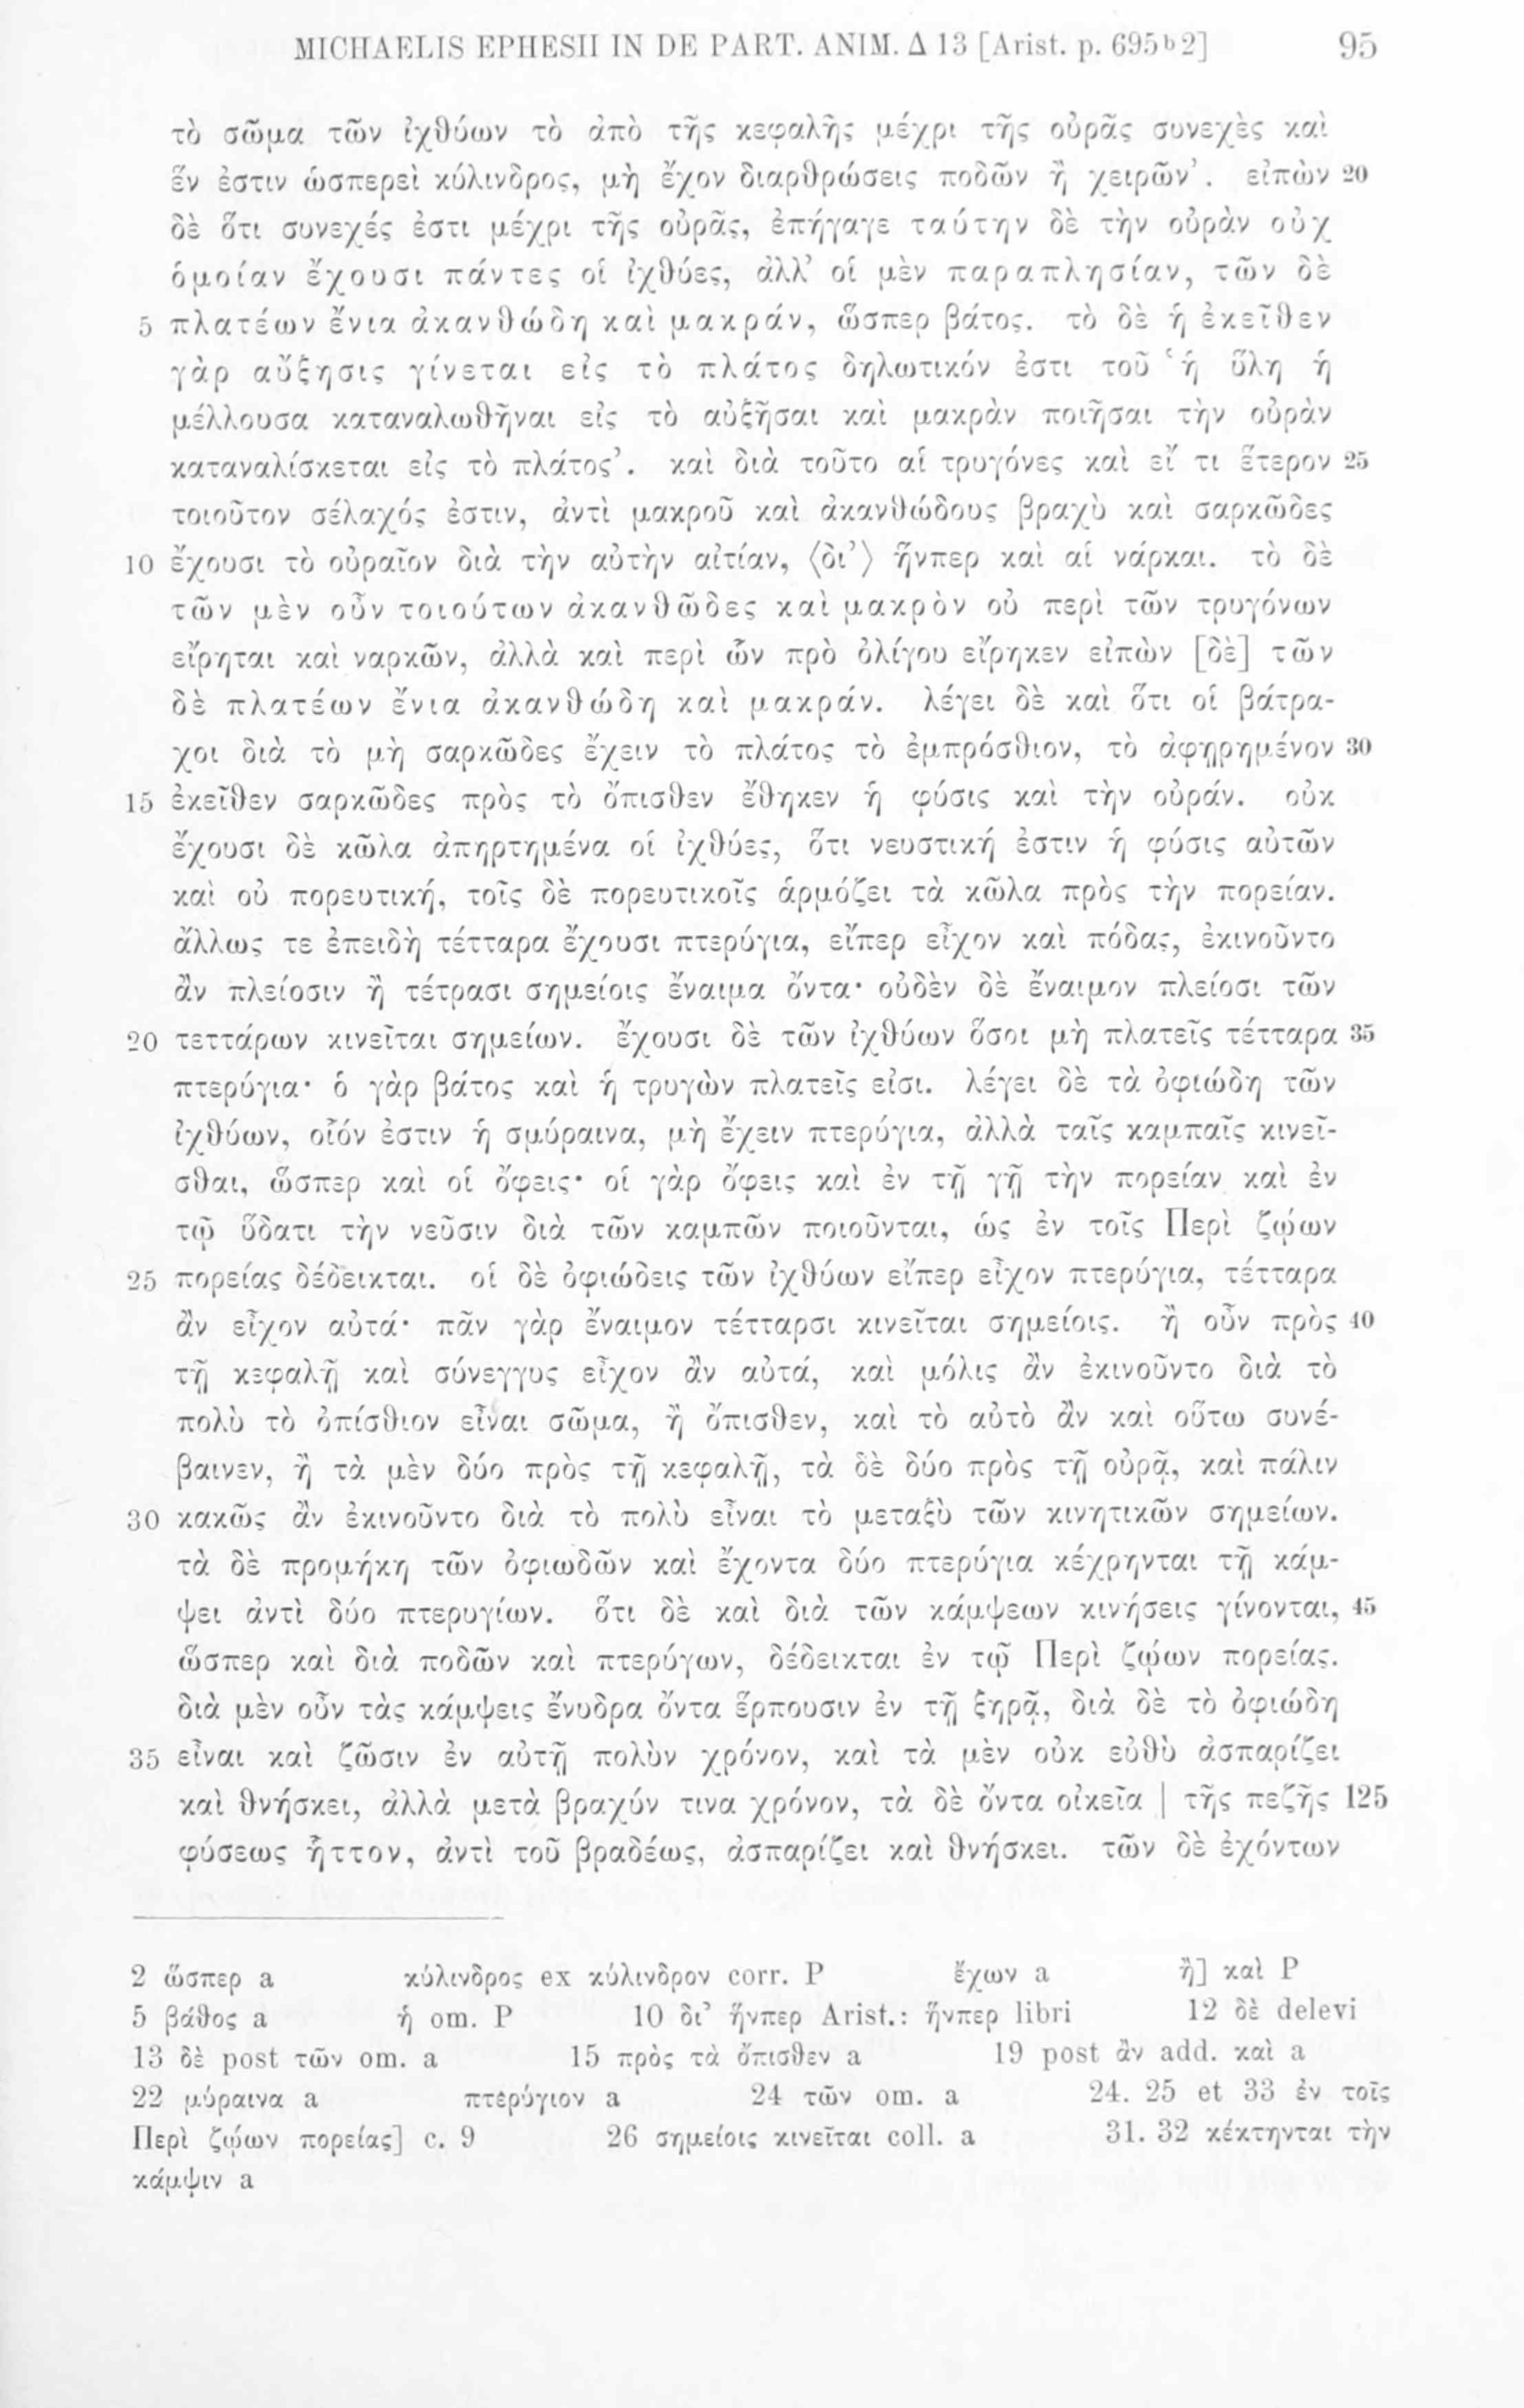 MICHAELIS EPHESII IN DE PART. ANIM. Δ 13 [Arist. p. 695b2] 95
τὸ σῶμα τῶν ἰχθύων τὸ ἀπὸ τῆς κεφαλῆς μέχρι τῆς οὐρᾶς συνεχὲς καὶ
ἕν ἐστιν ὡσπερεὶ κύλινδρος, μὴ ἔχον διαρθρώσεις ποδῶν ἢ χειρῶν’. εἰπὼν 20
δὲ ὅτι συνεχές ἐστι μέχρι τῆς οὐρᾶς, ἐπήγαγε ταύτην δὲ τὴν οὐρὰν οὐχ
ὁμοίαν ἔχουσι πάντες οἱ ἰχθύες, ἀλλ’ οἱ μὲν παραπλησίαν, τῶν δὲ
5 πλατέων ἔνια ἀκανθώδη καὶ μακράν, ὥσπερ βάτος. τὸ δὲ ἡ ἐκεῖθεν
γὰρ αὔξησις γίνεται εἰς τὸ πλάτος δηλωτικόν ἐστι τοῦ ‘ἡ ὕλη ἡ
μέλλουσα καταναλωθῆναι εἰς τὸ αὐξῆσαι καὶ μακρὰν ποιῆσαι τὴν οὐρὰν
καταναλίσκεται εἰς τὸ πλάτος’. καὶ διὰ τοῦτο αἱ τρυγόνες καὶ εἴ τι ἕτερον 25
τοιοῦτον σέλαχός ἐστιν, ἀντὶ μακροῦ καὶ ἀκανθώδους βραχὺ καὶ σαρκῶδες
10 ἔχουσι τὸ οὐραῖον διὰ τὴν αὐτὴν αἰτίαν, ⟨δι’⟩ ἥνπερ καὶ αἱ νάρκαι. τὸ δὲ
τῶν μὲν οὖν τοιούτων ἀκανθῶδες καὶ μακρὸν οὐ περὶ τῶν τρυγόνων
εἴρηται καὶ ναρκῶν, ἀλλὰ καὶ περὶ ὧν πρὸ ὀλίγου εἴρηκεν εἰπὼν [δὲ] τῶν
δὲ πλατέων ἔνια ἀκανθώδη καὶ μακράν. λέγει δὲ καὶ ὅτι οἱ βάτρα-
χοι διὰ τὸ μὴ σαρκῶδες ἔχειν τὸ πλάτος τὸ ἐμπρόσθιον, τὸ ἀφῃρημένον 30
15 ἐκεῖθεν σαρκῶδες πρὸς τὸ ὄπισθεν ἔθηκεν ἡ φύσις καὶ τὴν οὐράν. οὐκ
ἔχουσι δὲ κῶλα ἀπηρτημένα οἱ ἰχθύες, ὅτι νευστική ἐστιν ἡ φύσις αὐτῶν
καὶ οὐ πορευτική, τοῖς δὲ πορευτικοῖς ἁρμόζει τὰ κῶλα πρὸς τὴν πορείαν.
ἄλλως τε ἐπειδὴ τέτταρα ἔχουσι πτερύγια, εἴπερ εἶχον καὶ πόδας, ἐκινοῦντο
ἂν πλείοσιν ἢ τέτρασι σημείοις ἔναιμα ὄντα· οὐδὲν δὲ ἔναιμον πλείοσι τῶν
20 τεττάρων κινεῖται σημείων. ἔχουσι δὲ τῶν ἰχθύων ὅσοι μὴ πλατεῖς τέτταρα 35
πτερύγια· ὁ γὰρ βάτος καὶ ἡ τρυγὼν πλατεῖς εἰσι. λέγει δὲ τὰ ὀφιώδη τῶν
ἰχθύων, οἷόν ἐστιν ἡ σμύραινα, μὴ ἔχειν πτερύγια, ἀλλὰ ταῖς καμπαῖς κινεῖ-
σθαι, ὥσπερ καὶ οἱ ὄφεις· οἱ γὰρ ὄφεις καὶ ἐν τῇ γῇ τὴν πορείαν καὶ ἐν
τῷ ὕδατι τὴν νεῦσιν διὰ τῶν καμπῶν ποιοῦνται, ὡς ἐν τοῖς Περὶ ζῴων
25 πορείας δέδεικται. οἱ δὲ ὀφιώδεις τῶν ἰχθύων εἴπερ εἶχον πτερύγια, τέτταρα
ἂν εἶχον αὐτά· πᾶν γὰρ ἔναιμον τέτταρσι κινεῖται σημείοις. ἢ οὖν πρὸς 40
τῇ κεφαλῇ καὶ σύνεγγυς εἶχον ἂν αὐτά, καὶ μόλις ἂν ἐκινοῦντο διὰ τὸ
πολὺ τὸ ὀπίσθιον εἶναι σῶμα, ἢ ὄπισθεν, καὶ τὸ αὐτὸ ἂν καὶ οὕτω συνέ-
βαινεν, ἢ τὰ μὲν δύο πρὸς τῇ κεφαλῇ, τὰ δὲ δύο πρὸς τῇ οὐρᾷ, καὶ πάλιν
30 κακῶς ἂν ἐκινοῦντο διὰ τὸ πολὺ εἶναι τὸ μεταξὺ τῶν κινητικῶν σημείων.
τὰ δὲ προμήκη τῶν ὀφιωδῶν καὶ ἔχοντα δύο πτερύγια κέχρηνται τῇ κάμ-
ψει ἀντὶ δύο πτερυγίων. ὅτι δὲ καὶ διὰ τῶν κάμψεων κινήσεις γίνονται, 45
ὥσπερ καὶ διὰ ποδῶν καὶ πτερύγων, δέδεικται ἐν τῷ Περὶ ζῴων πορείας.
διὰ μὲν οὖν τὰς κάμψεις ἔνυδρα ὄντα ἕρπουσιν ἐν τῇ ξηρᾷ, διὰ δὲ τὸ ὀφιώδη
35 εἶναι καὶ ζῶσιν ἐν αὐτῇ πολὺν χρόνον, καὶ τὰ μὲν οὐκ εὐθὺ ἀσπαρίζει
καὶ θνήσκει, ἀλλὰ μετὰ βραχύν τινα χρόνον, τὰ δὲ ὄντα οἰκεῖα | τῆς πεζῆς 125
φύσεως ἧττον, ἀντὶ τοῦ βραδέως, ἀσπαρίζει καὶ θνήσκει. τῶν δὲ ἐχόντων
2 ὥσπερ a κύλινδρος ex κύλινδρον corr. P ἔχων a ἢ] καὶ P
5 βάθος a ἡ om. P 10 δι’ ἥνπερ Arist.: ἥνπερ libri 12 δὲ delevi
13 δὲ post τῶν om. a 15 πρὸς τὰ ὄπισθεν a 19 post ἂν add. καὶ a
22 μύραινα a πτερύγιον a 24 τῶν om. a 24. 25 et 33 ἐν τοῖς
Περὶ ζῴων πορείας] c. 9 26 σημείοις κινεῖται coll. a 31. 32 κέκτηνται τὴν
κάμψιν a